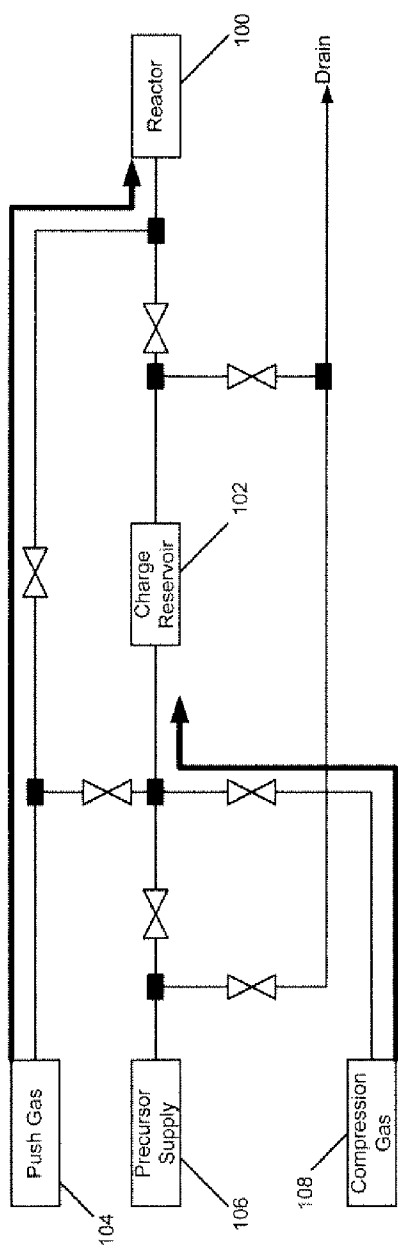 Push Gas
104
Precursor
Supply
106
Compression
Gas
108
Charge
Reservoir
102
Reactor
100
Drain